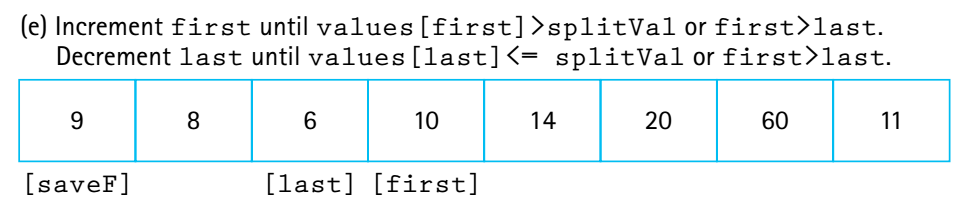 (e) Increment first until values[first]>splitVal or first>last.
Decrement last until values[last]<= splitVal or first>last.
9 8 6 10 14 20 60 11
[saveF] [last] [first]